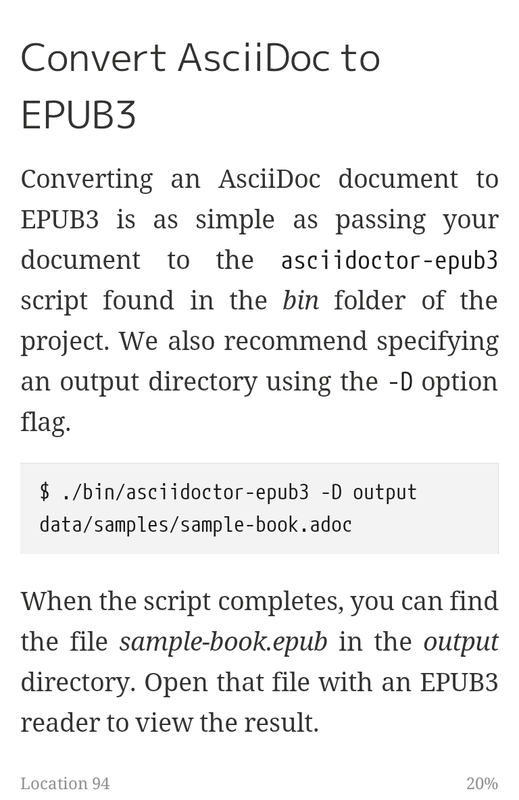 Convert AsciiDoc to
EPUB3
Converting an AsciiDoc document to
EPUB3 is as simple as passing your
document to the asciidoctor-epub3
script found in the bin folder of the
project. We also recommend specifying
an output directory using the -D option
flag.
$ ./bin/asciidoctor-epub3 -D output
data/samples/sample-book.adoc
When the script completes, you can find
the file sample-book.epub in the output
directory. Open that file with an EPUB3
reader to view the result.
Location 94 20%